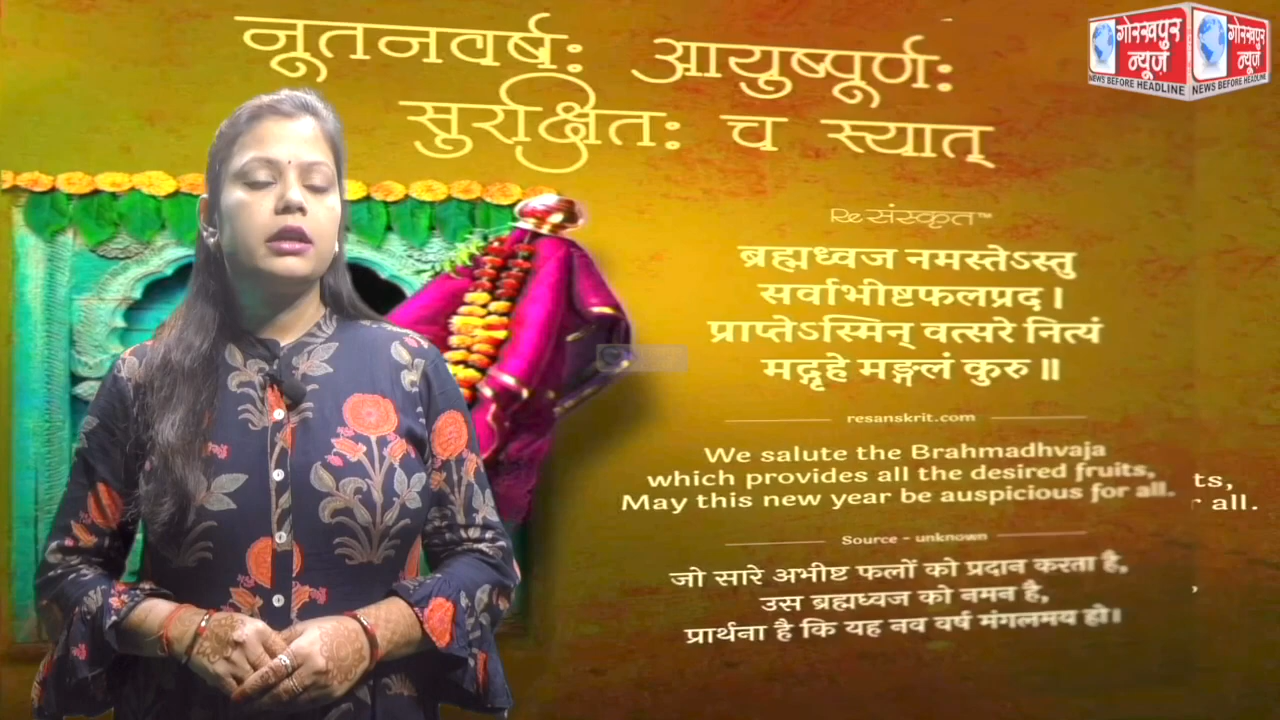 नूतनवर्षः आयुष्पूर्णः
सुरक्षितः च स्यात्
गोरखपुर
न्यूज़
NEWS BEFORE HEADLINE
गोरखपुर
न्यूज़
NEWS BEFORE HEADLINE
Re संस्कृत™
ब्रह्मध्वज नमस्तेऽस्तु
सर्वाभीष्टफलप्रद।
प्राप्तेऽस्मिन् वत्सरे नित्यं
मद्गृहे मङ्गलं कुरु॥
resanskrit.com
We salute the Brahmadhvaja
which provides all the desired fruits,
May this new year be auspicious for all.
ts,
all.
Source - unknown
जो सारे अभीष्ट फलों को प्रदान करता है,
उस ब्रह्मध्वज को नमन है,
प्रार्थना है कि यह नव वर्ष मंगलमय हो।